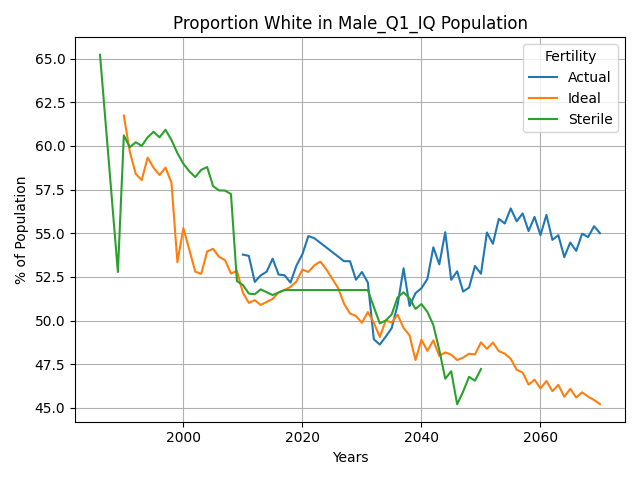 Proportion White in Male_Q1_IQ Population
Fertility
Actual
Ideal
Sterile
65.0
62.5
60.0
57.5
55.0
52.5
50.0
47.5
45.0
% of Population
2000
2020
2040
2060
Years